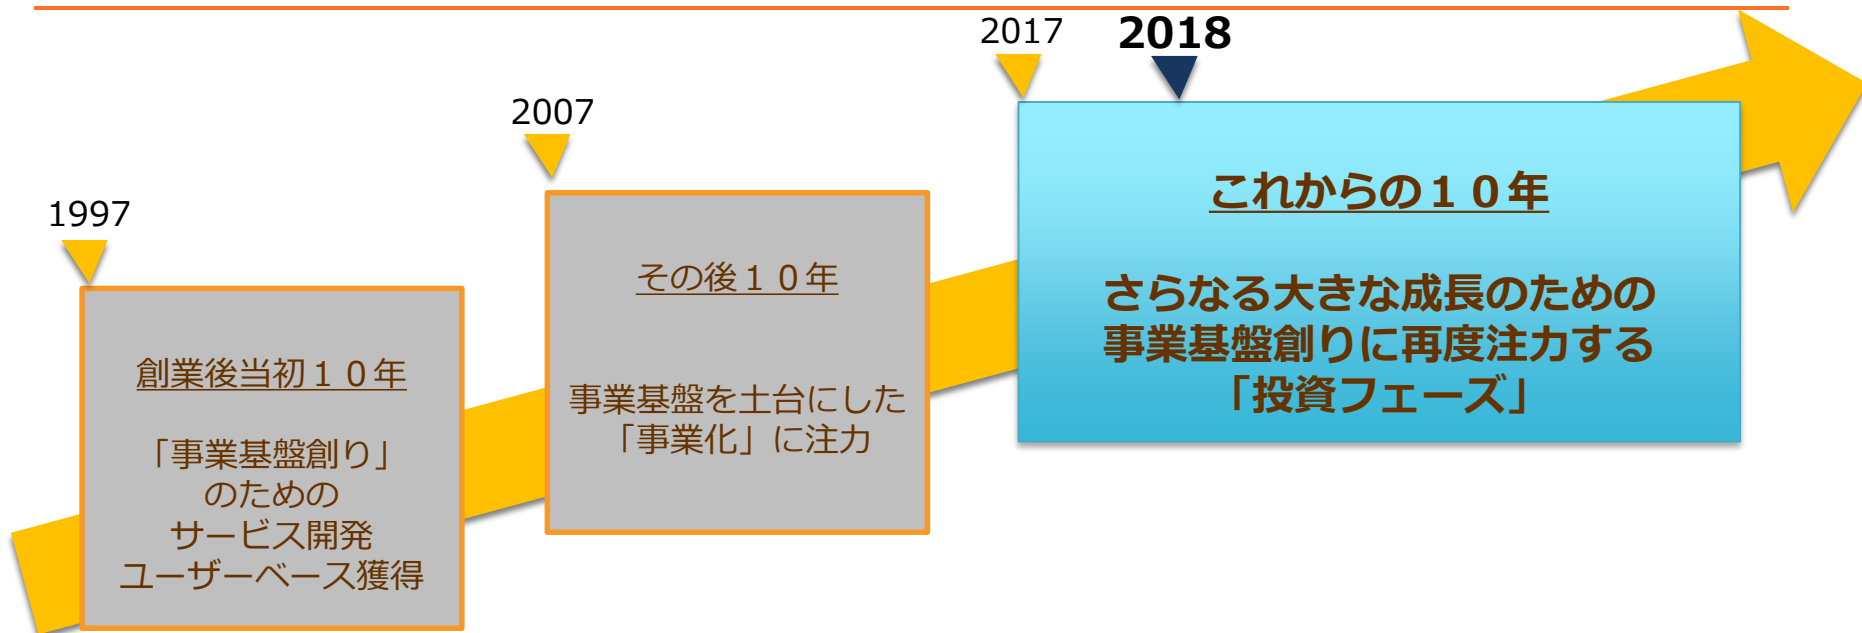 1997
創業後当初１０年
「事業基盤創り」
のための
サービス開発
ユーザーベース獲得
2007
その後１０年
事業基盤を土台にした
「事業化」に注力
2017
2018
これからの１０年
さらなる大きな成長のための
事業基盤創りに再度注力する
「投資フェーズ」